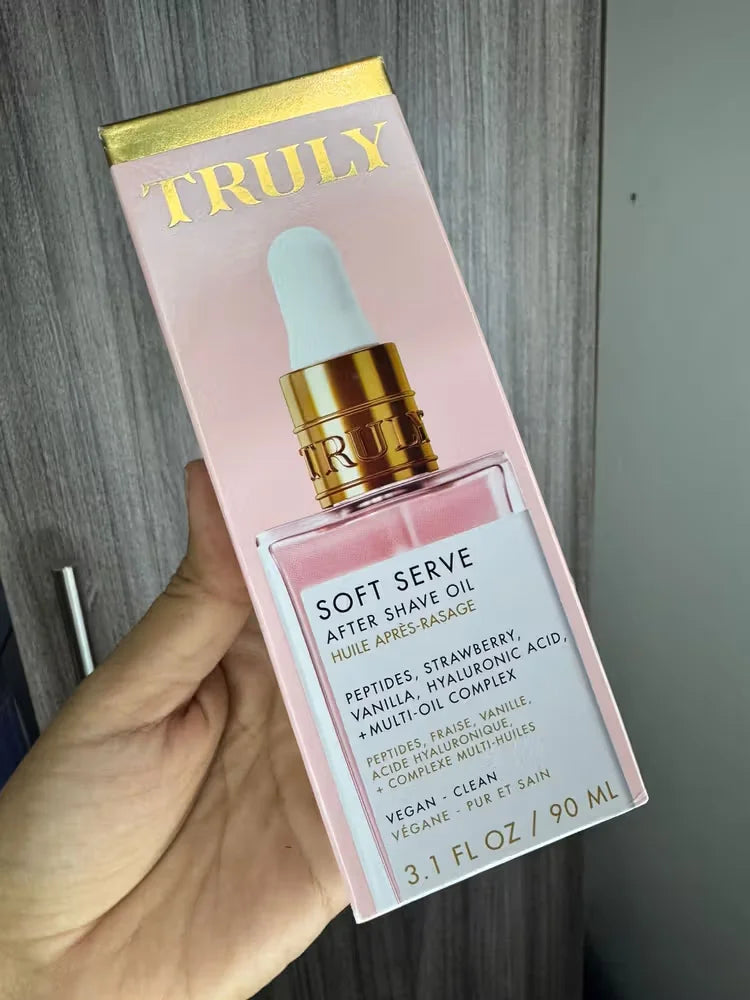 TRULY
TRULY
SOFT SERVE
AFTER SHAVE OIL
HUILE APRÈS-RASAGE
PEPTIDES, STRAWBERRY,
VANILLA, HYALURONIC ACID,
+MULTI-OIL COMPLEX
PEPTIDES, FRAISE, VANILLE,
ACIDE HYALURONIQUE,
+ COMPLEXE MULTI-HUILES
VEGAN - CLEAN
VÉGANE - PUR ET SAIN
3.1 FL OZ / 90 ML